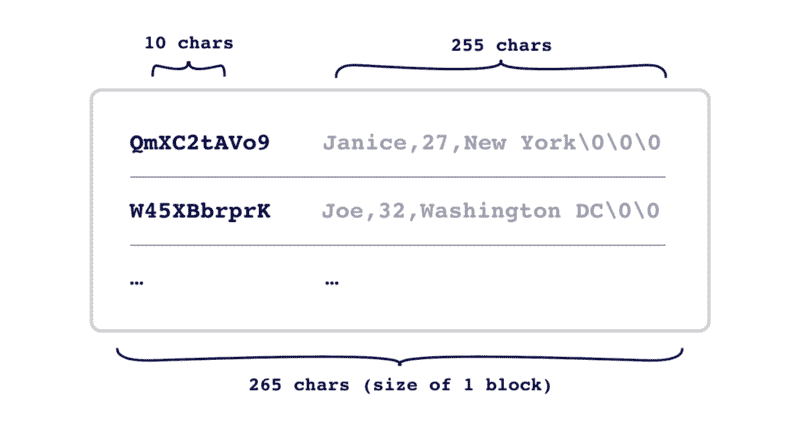 10 chars 255 chars
QmXC2tAVo9 Janice,27,New York\0\0\0
W45XBbrprK Joe,32,Washington DC\0\0
… …
265 chars (size of 1 block)